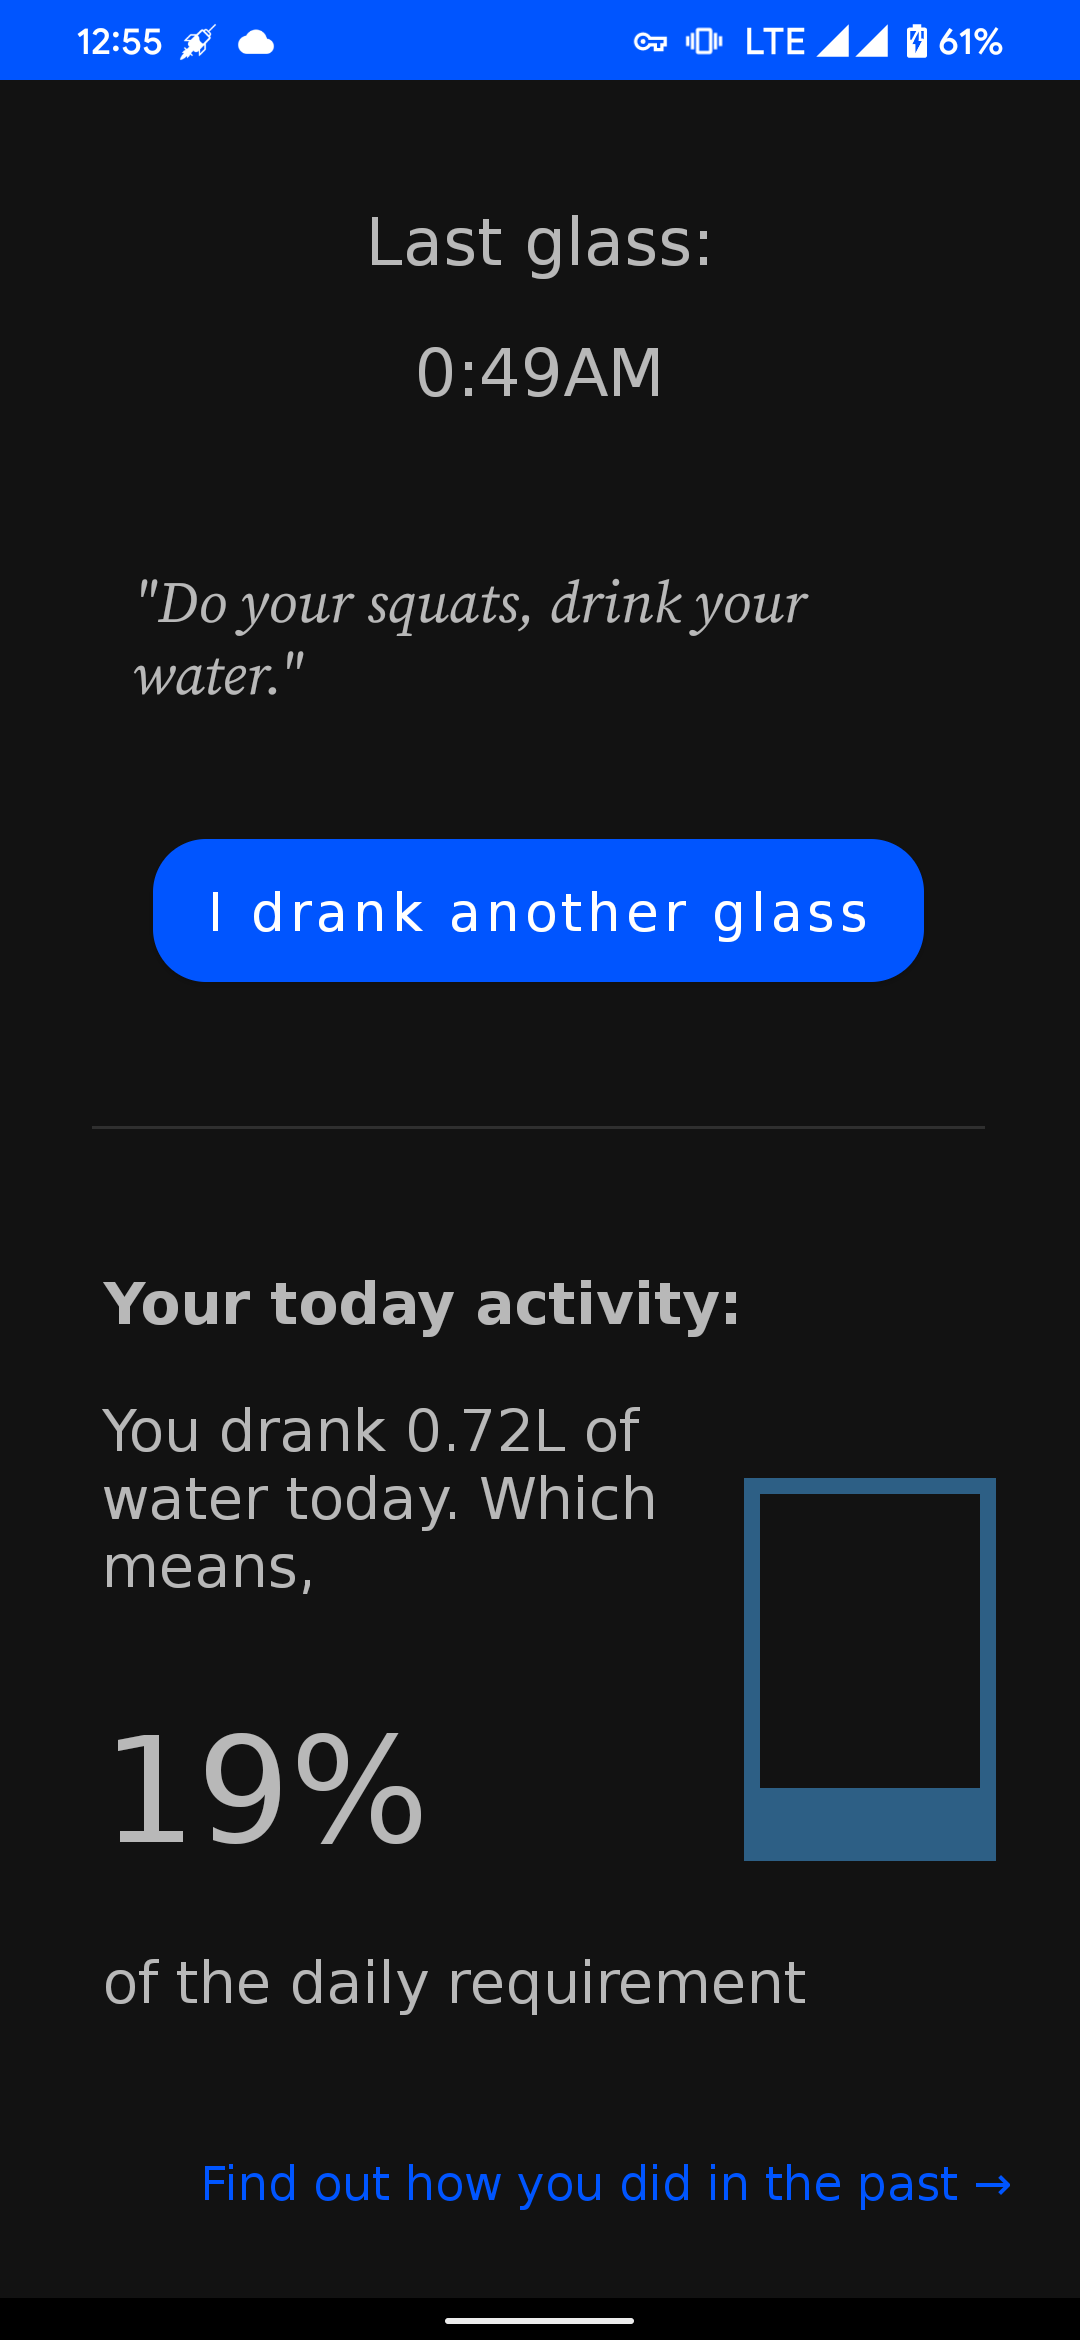 12:55 LTE 61%
Last glass:
0:49AM
"Do your squats, drink your
water."
I drank another glass
Your today activity:
You drank 0.72L of
water today. Which
means,
19%
of the daily requirement
Find out how you did in the past →